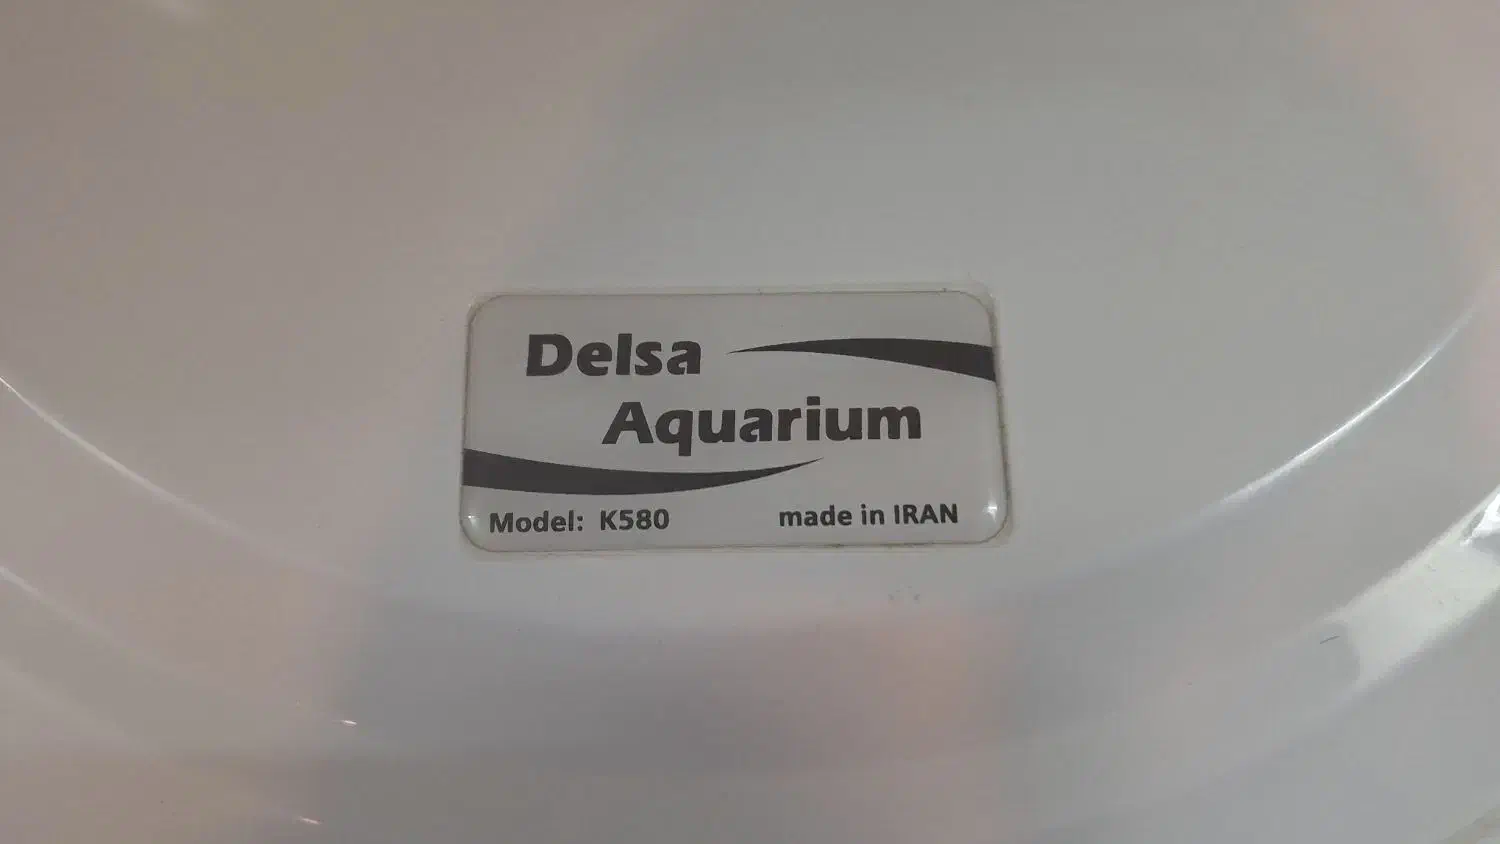 Delsa
Aquarium
Model: K580 made in IRAN